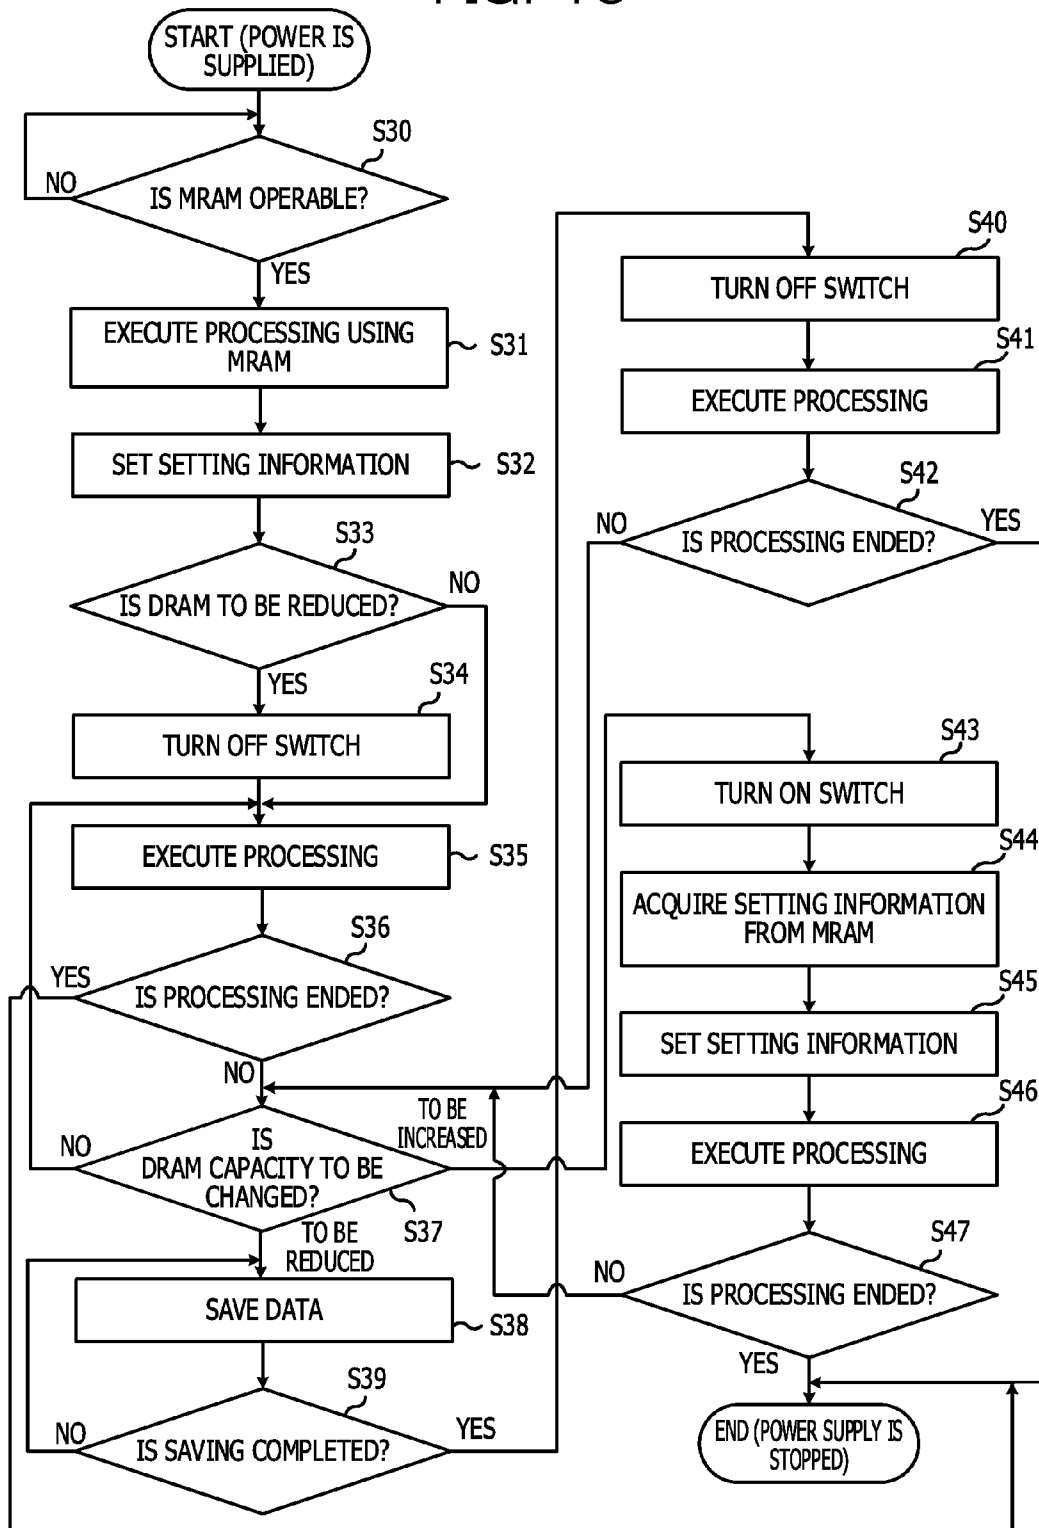 START (POWER IS
SUPPLIED)
S30
NO
IS MRAM OPERABLE?
YES
EXECUTE PROCESSING USING
MRAM
S31
SET SETTING INFORMATION
S32
S33
NO
IS DRAM TO BE REDUCED?
YES
S34
TURN OFF SWITCH
EXECUTE PROCESSING
S35
S36
YES
IS PROCESSING ENDED?
NO
TO BE
INCREASED
NO
IS
DRAM CAPACITY TO BE
CHANGED?
S37
TO BE
REDUCED
SAVE DATA
S38
S39
NO
IS SAVING COMPLETED?
YES
S40
TURN OFF SWITCH
S41
EXECUTE PROCESSING
S42
NO
IS PROCESSING ENDED?
YES
S43
TURN ON SWITCH
S44
ACQUIRE SETTING INFORMATION
FROM MRAM
S45
SET SETTING INFORMATION
S46
EXECUTE PROCESSING
S47
NO
IS PROCESSING ENDED?
YES
END (POWER SUPPLY IS
STOPPED)